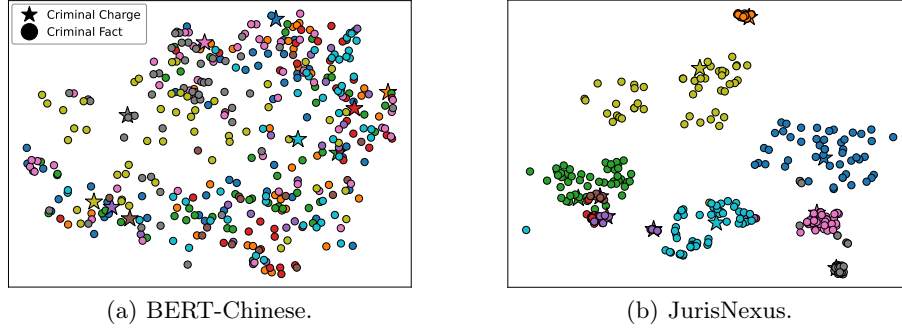 Criminal Charge
Criminal Fact
(a) BERT-Chinese.
(b) JurisNexus.